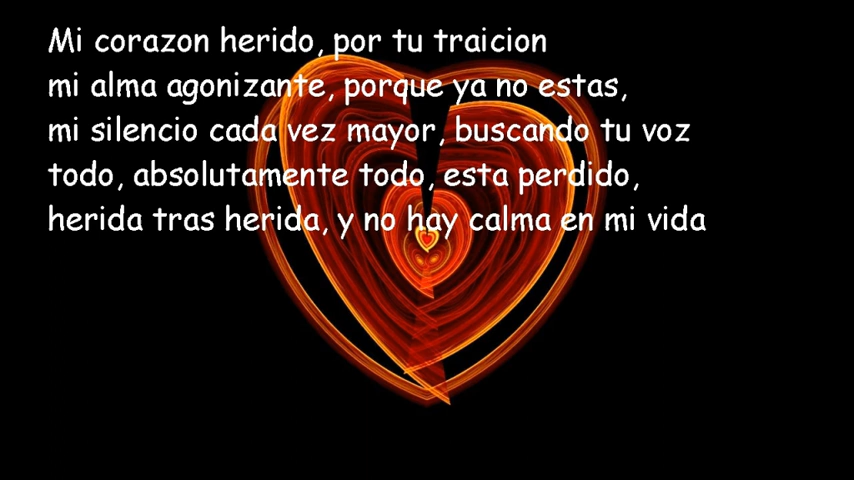 Mi corazon herido, por tu traicion
mi alma agonizante, porque ya no estas,
mi silencio cada vez mayor, buscando tu voz
todo, absolutamente todo, esta perdido,
herida tras herida, y no hay calma en mi vida